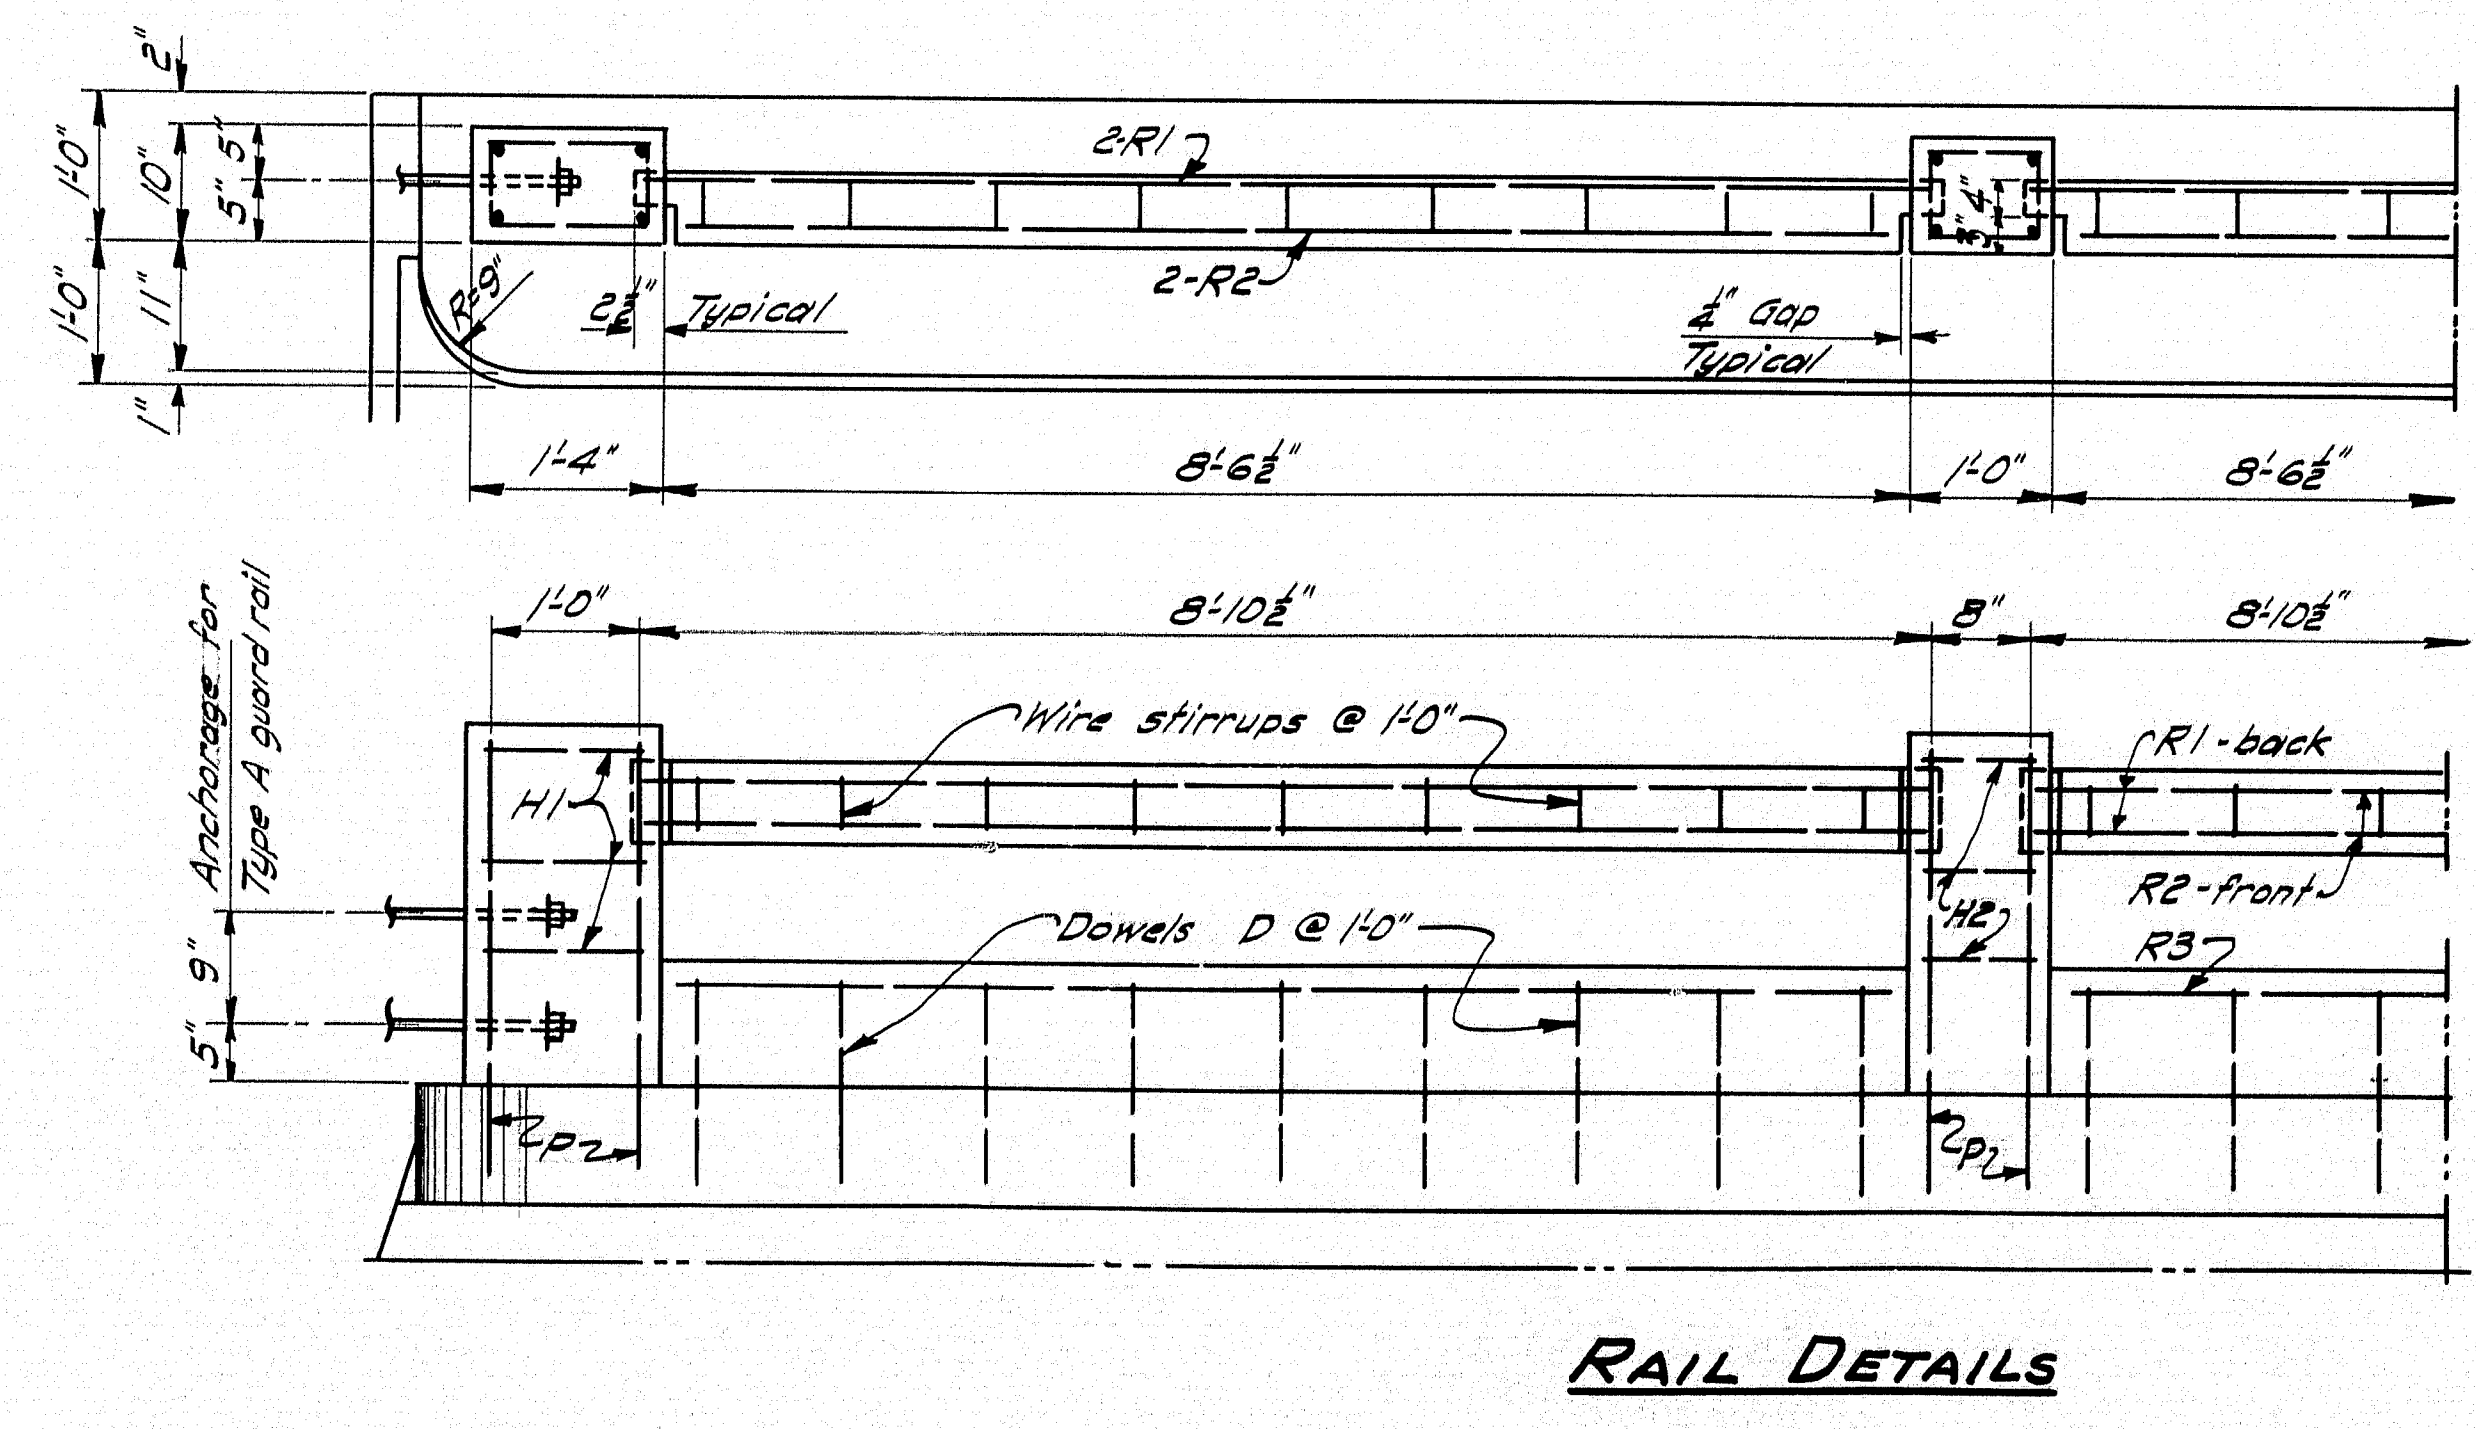 2"
1'-0"
10"
5"
5"
2-R1
4"
3"
1'-0"
11"
R=9"
2½"
Typical
2-R2
¼" Gap
Typical
1"
1'-4"
8'-6½"
1'-0"
8'-6½"
Anchorage for
Type A guard rail
1'-0"
8'-10½"
8"
8'-10½"
Wire stirrups @ 1'-0"
R1-back
H1
R2-front
H2
Dowels D @ 1'-0"
R3
9"
5"
P
P
RAIL DETAILS